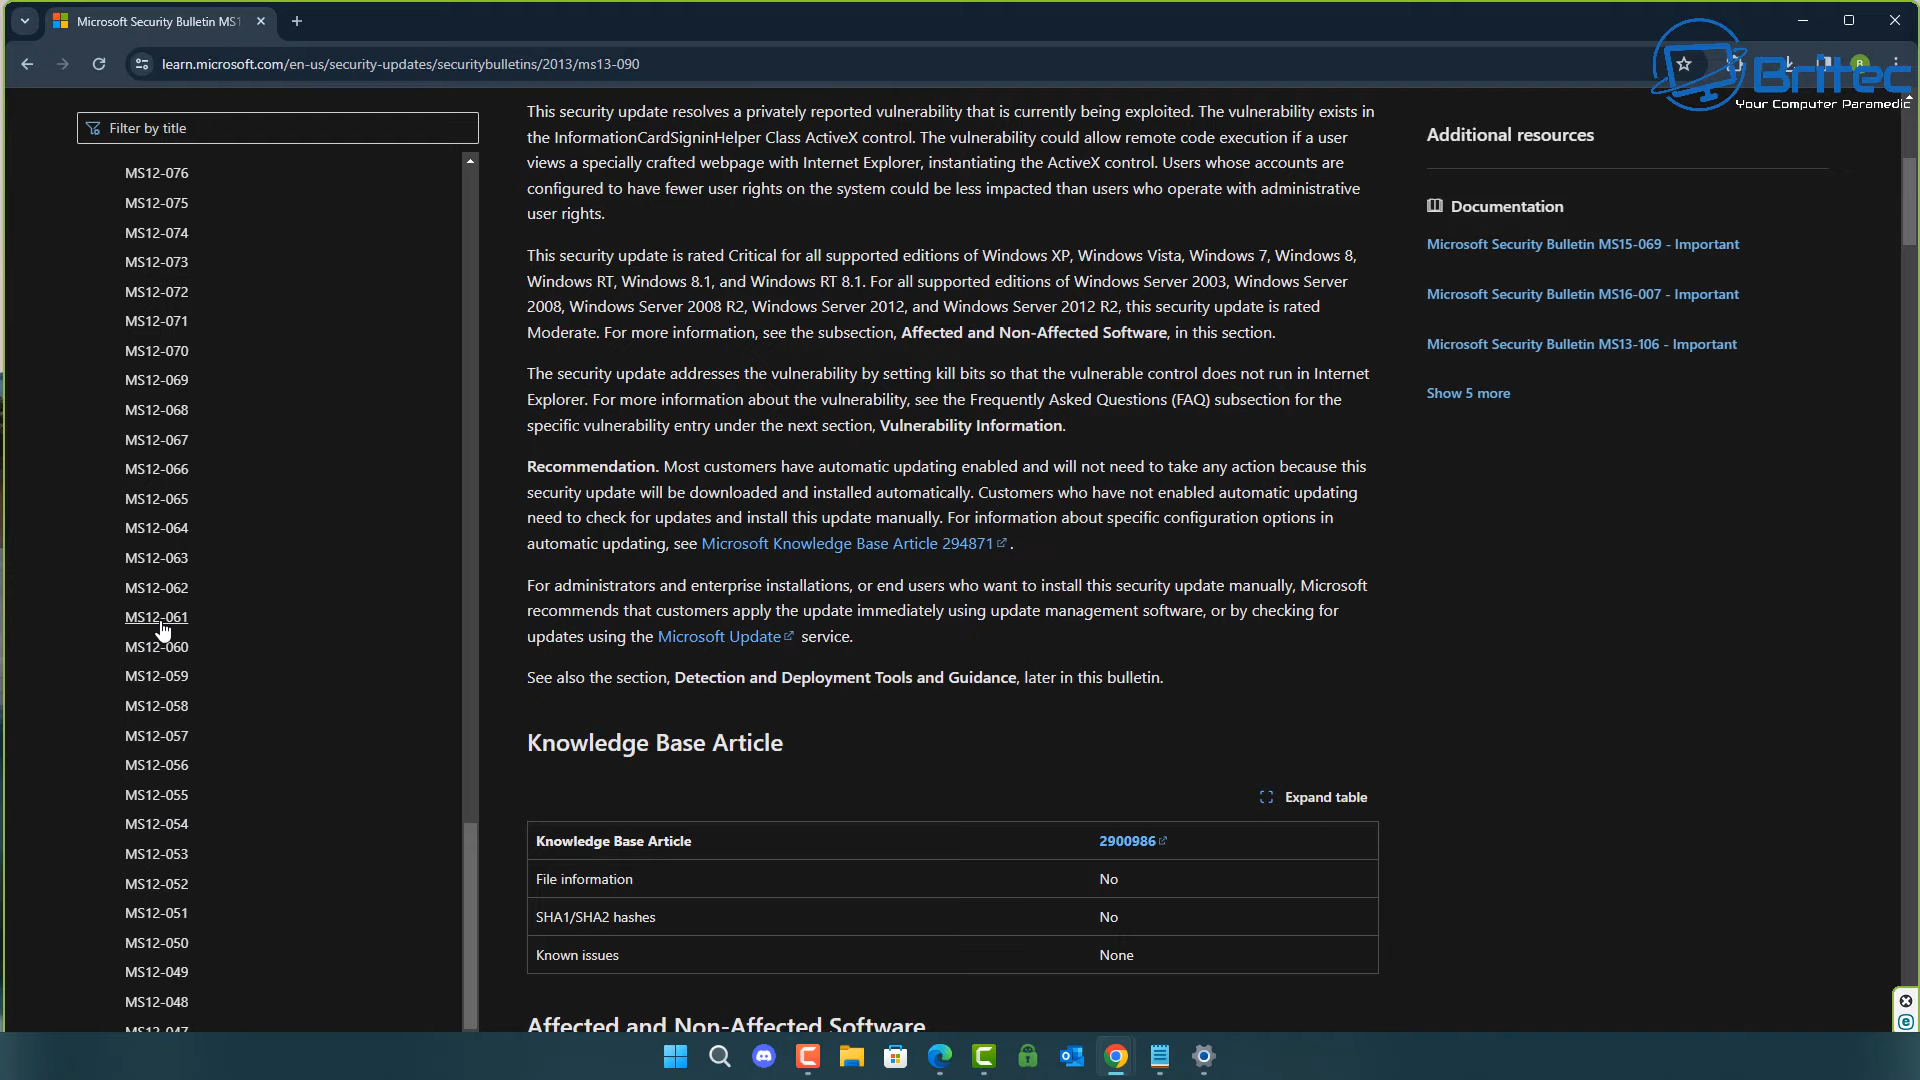 Microsoft Security Bulletin MS1
learn.microsoft.com/en-us/security-updates/securitybulletins/2013/ms13-090
B
Britec
Your Computer Paramedic
Filter by title
MS12-076
MS12-075
MS12-074
MS12-073
MS12-072
MS12-071
MS12-070
MS12-069
MS12-068
MS12-067
MS12-066
MS12-065
MS12-064
MS12-063
MS12-062
MS12-061
MS12-060
MS12-059
MS12-058
MS12-057
MS12-056
MS12-055
MS12-054
MS12-053
MS12-052
MS12-051
MS12-050
MS12-049
MS12-048
MS12-047
This security update resolves a privately reported vulnerability that is currently being exploited. The vulnerability exists in
the InformationCardSigninHelper Class ActiveX control. The vulnerability could allow remote code execution if a user
views a specially crafted webpage with Internet Explorer, instantiating the ActiveX control. Users whose accounts are
configured to have fewer user rights on the system could be less impacted than users who operate with administrative
user rights.
This security update is rated Critical for all supported editions of Windows XP, Windows Vista, Windows 7, Windows 8,
Windows RT, Windows 8.1, and Windows RT 8.1. For all supported editions of Windows Server 2003, Windows Server
2008, Windows Server 2008 R2, Windows Server 2012, and Windows Server 2012 R2, this security update is rated
Moderate. For more information, see the subsection, Affected and Non-Affected Software, in this section.
The security update addresses the vulnerability by setting kill bits so that the vulnerable control does not run in Internet
Explorer. For more information about the vulnerability, see the Frequently Asked Questions (FAQ) subsection for the
specific vulnerability entry under the next section, Vulnerability Information.
Recommendation. Most customers have automatic updating enabled and will not need to take any action because this
security update will be downloaded and installed automatically. Customers who have not enabled automatic updating
need to check for updates and install this update manually. For information about specific configuration options in
automatic updating, see Microsoft Knowledge Base Article 294871 .
For administrators and enterprise installations, or end users who want to install this security update manually, Microsoft
recommends that customers apply the update immediately using update management software, or by checking for
updates using the Microsoft Update service.
See also the section, Detection and Deployment Tools and Guidance, later in this bulletin.
Knowledge Base Article
Expand table
Knowledge Base Article 2900986
File information No
SHA1/SHA2 hashes No
Known issues None
Affected and Non-Affected Software
Additional resources
Documentation
Microsoft Security Bulletin MS15-069 - Important
Microsoft Security Bulletin MS16-007 - Important
Microsoft Security Bulletin MS13-106 - Important
Show 5 more